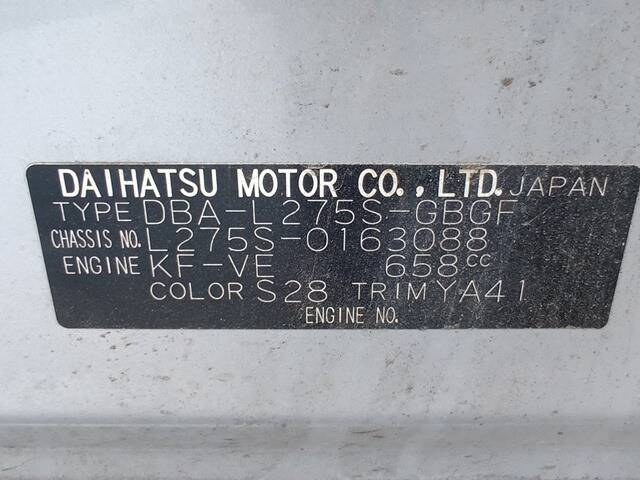 DAIHATSU MOTOR CO., LTD. JAPAN
TYPE DBA-L275S-GBGF
CHASSIS NO. L275S-0163088
ENGINE KF-VE 658cc
COLOR S28 TRIM YA41
ENGINE NO.